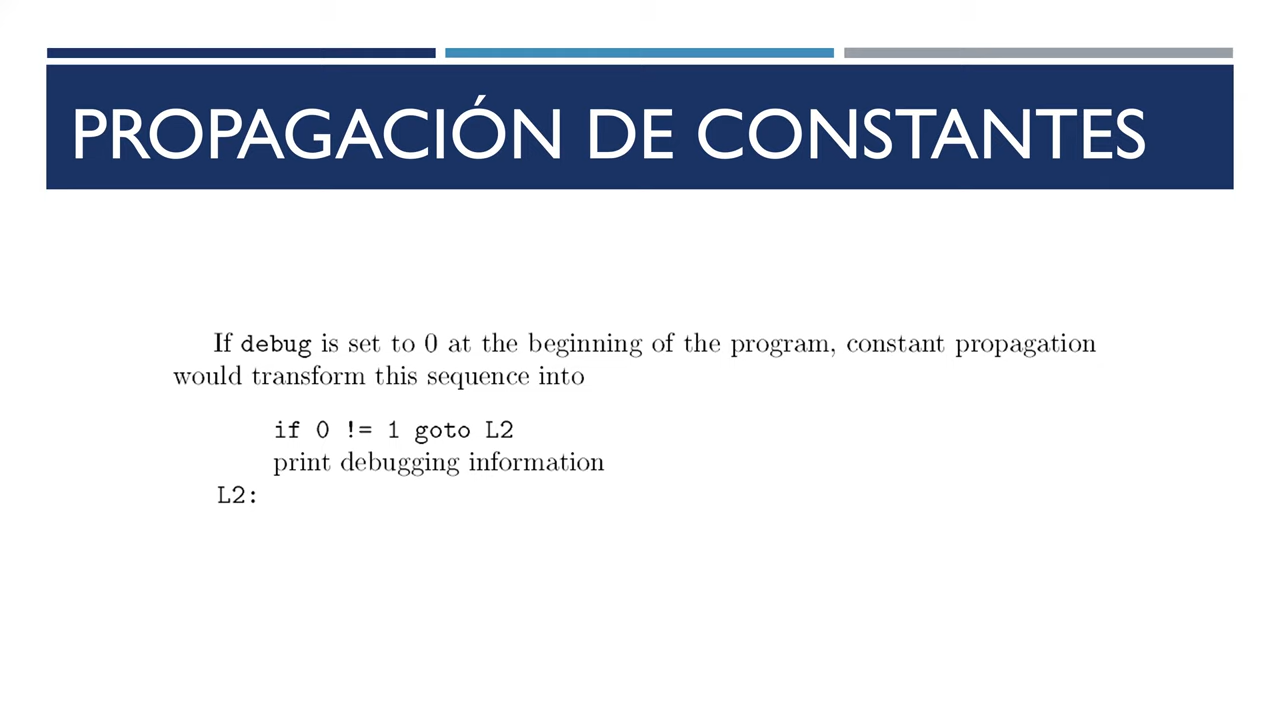 PROPAGACIÓN DE CONSTANTES
If debug is set to 0 at the beginning of the program, constant propagation
would transform this sequence into
if 0 != 1 goto L2
print debugging information
L2: